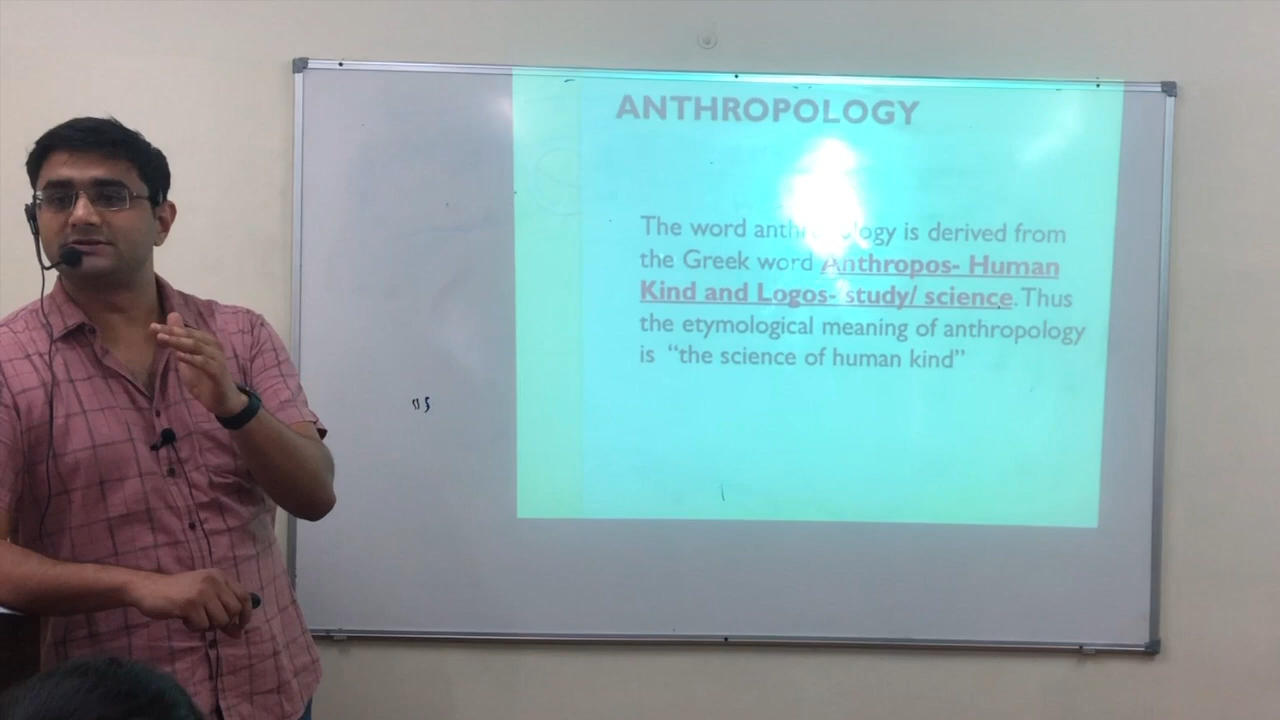 ANTHROPOLOGY
The word anthropology is derived from
the Greek word Anthropos- Human
Kind and Logos- study/ science. Thus
the etymological meaning of anthropology
is “the science of human kind”